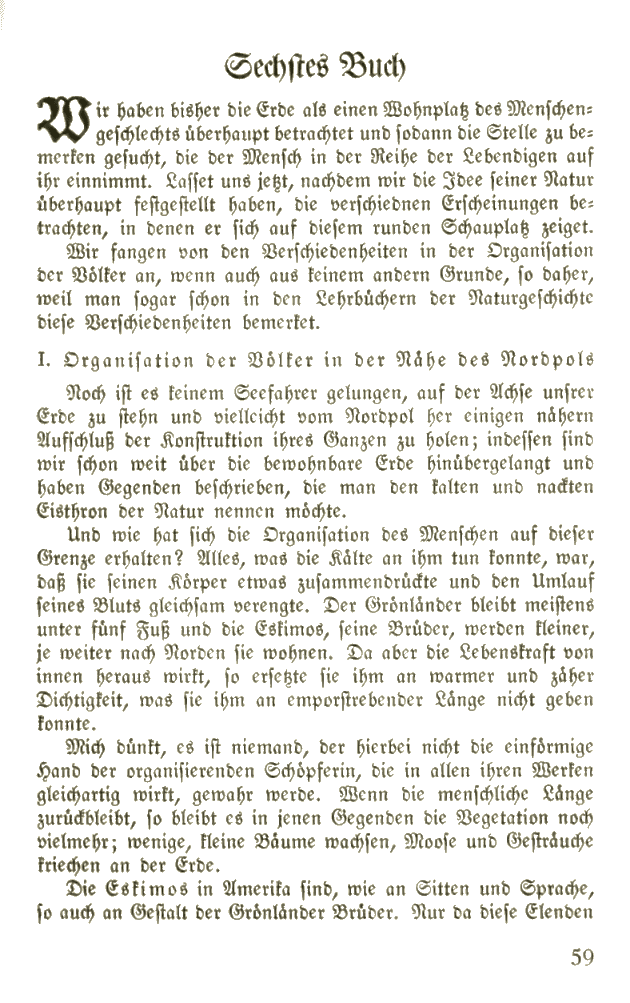 Sechstes Buch
Wir haben bisher die Erde als einen Wohnplatz des Menschen-
geschlechts überhaupt betrachtet und sodann die Stelle zu be-
merken gesucht, die der Mensch in der Reihe der Lebendigen auf
ihr einnimmt. Lasset uns jetzt, nachdem wir die Idee seiner Natur
überhaupt festgestellt haben, die verschiednen Erscheinungen be-
trachten, in denen er sich auf diesem runden Schauplatz zeiget.
Wir fangen von den Verschiedenheiten in der Organisation
der Völker an, wenn auch aus keinem andern Grunde, so daher,
weil man sogar schon in den Lehrbüchern der Naturgeschichte
diese Verschiedenheiten bemerket.
I. Organisation der Völker in der Nähe des Nordpols
Noch ist es keinem Seefahrer gelungen, auf der Achse unsrer
Erde zu stehn und vielleicht vom Nordpol her einigen nähern
Aufschluß der Konstruktion ihres Ganzen zu holen; indessen sind
wir schon weit über die bewohnbare Erde hinübergelangt und
haben Gegenden beschrieben, die man den kalten und nackten
Eisthron der Natur nennen möchte.
Und wie hat sich die Organisation des Menschen auf dieser
Grenze erhalten? Alles, was die Kälte an ihm tun konnte, war,
daß sie seinen Körper etwas zusammendrückte und den Umlauf
seines Bluts gleichsam verengte. Der Grönländer bleibt meistens
unter fünf Fuß und die Eskimos, seine Brüder, werden kleiner,
je weiter nach Norden sie wohnen. Da aber die Lebenskraft von
innen heraus wirkt, so ersetzte sie ihm an warmer und zäher
Dichtigkeit, was sie ihm an emporstrebender Länge nicht geben
konnte.
Mich dünkt, es ist niemand, der hierbei nicht die einförmige
Hand der organisierenden Schöpferin, die in allen ihren Werken
gleichartig wirkt, gewahr werde. Wenn die menschliche Länge
zurückbleibt, so bleibt es in jenen Gegenden die Vegetation noch
vielmehr; wenige, kleine Bäume wachsen, Moose und Gesträuche
kriechen an der Erde.
Die Eskimos in Amerika sind, wie an Sitten und Sprache,
so auch an Gestalt der Grönländer Brüder. Nur da diese Elenden
59